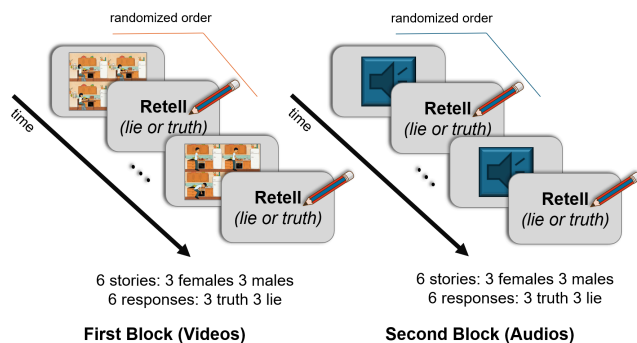 randomized order
time
Retell
(lie or truth)
Retell
(lie or truth)
6 stories: 3 females 3 males
6 responses: 3 truth 3 lie
First Block (Videos)
randomized order
time
Retell
(lie or truth)
Retell
(lie or truth)
6 stories: 3 females 3 males
6 responses: 3 truth 3 lie
Second Block (Audios)